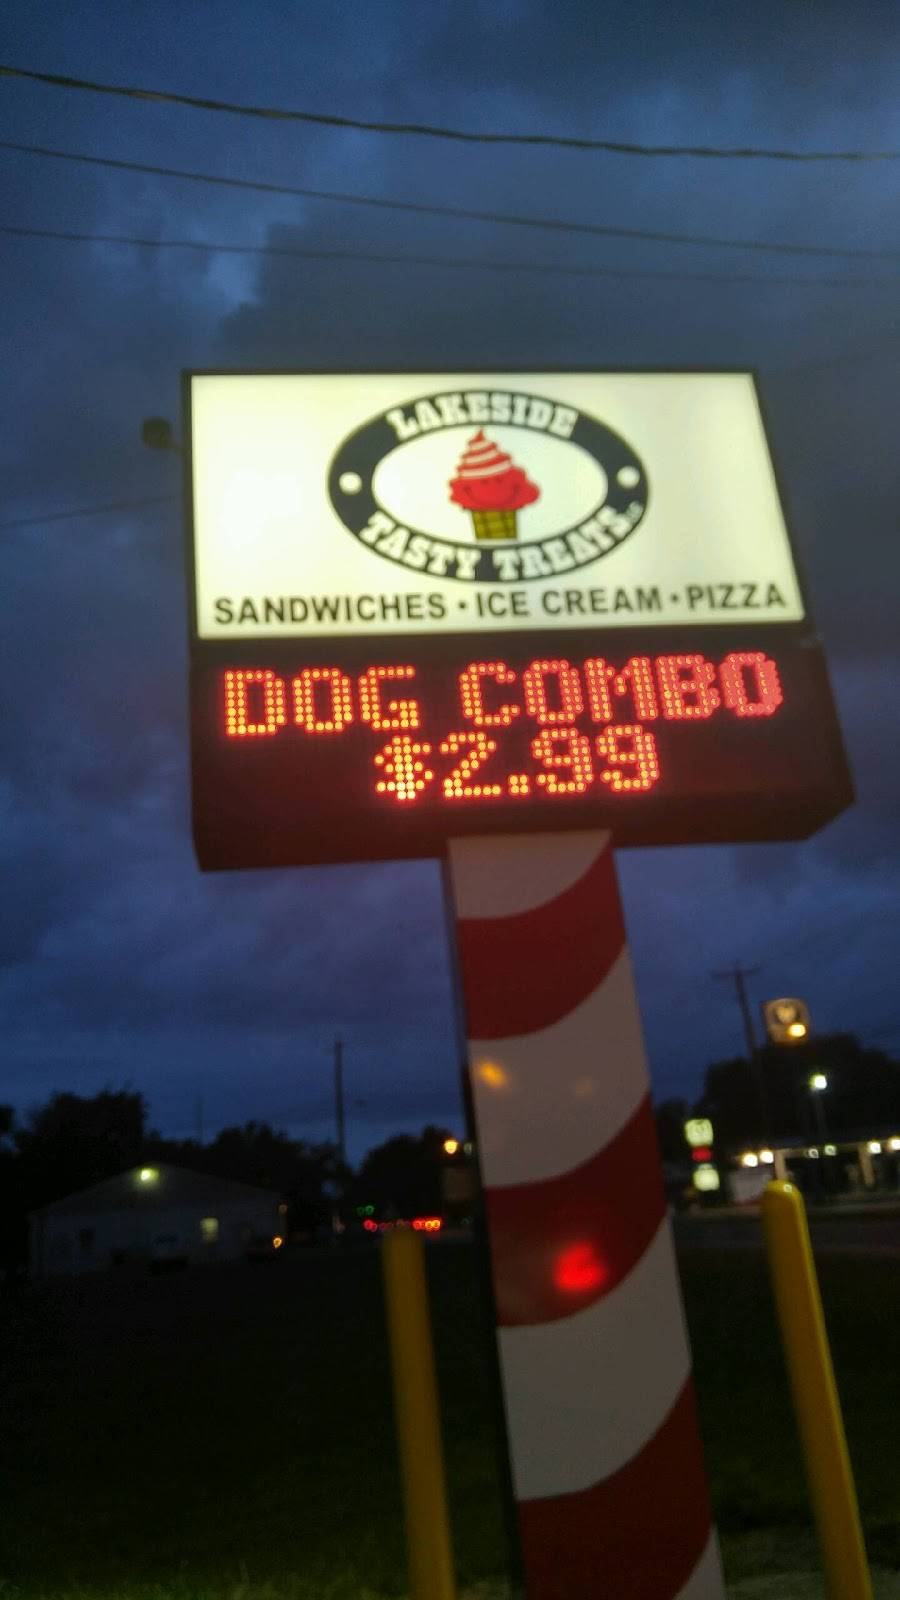 LAKESIDE
TASTY TREATS
SANDWICHES • ICE CREAM • PIZZA
DOG COMBO
$2.99